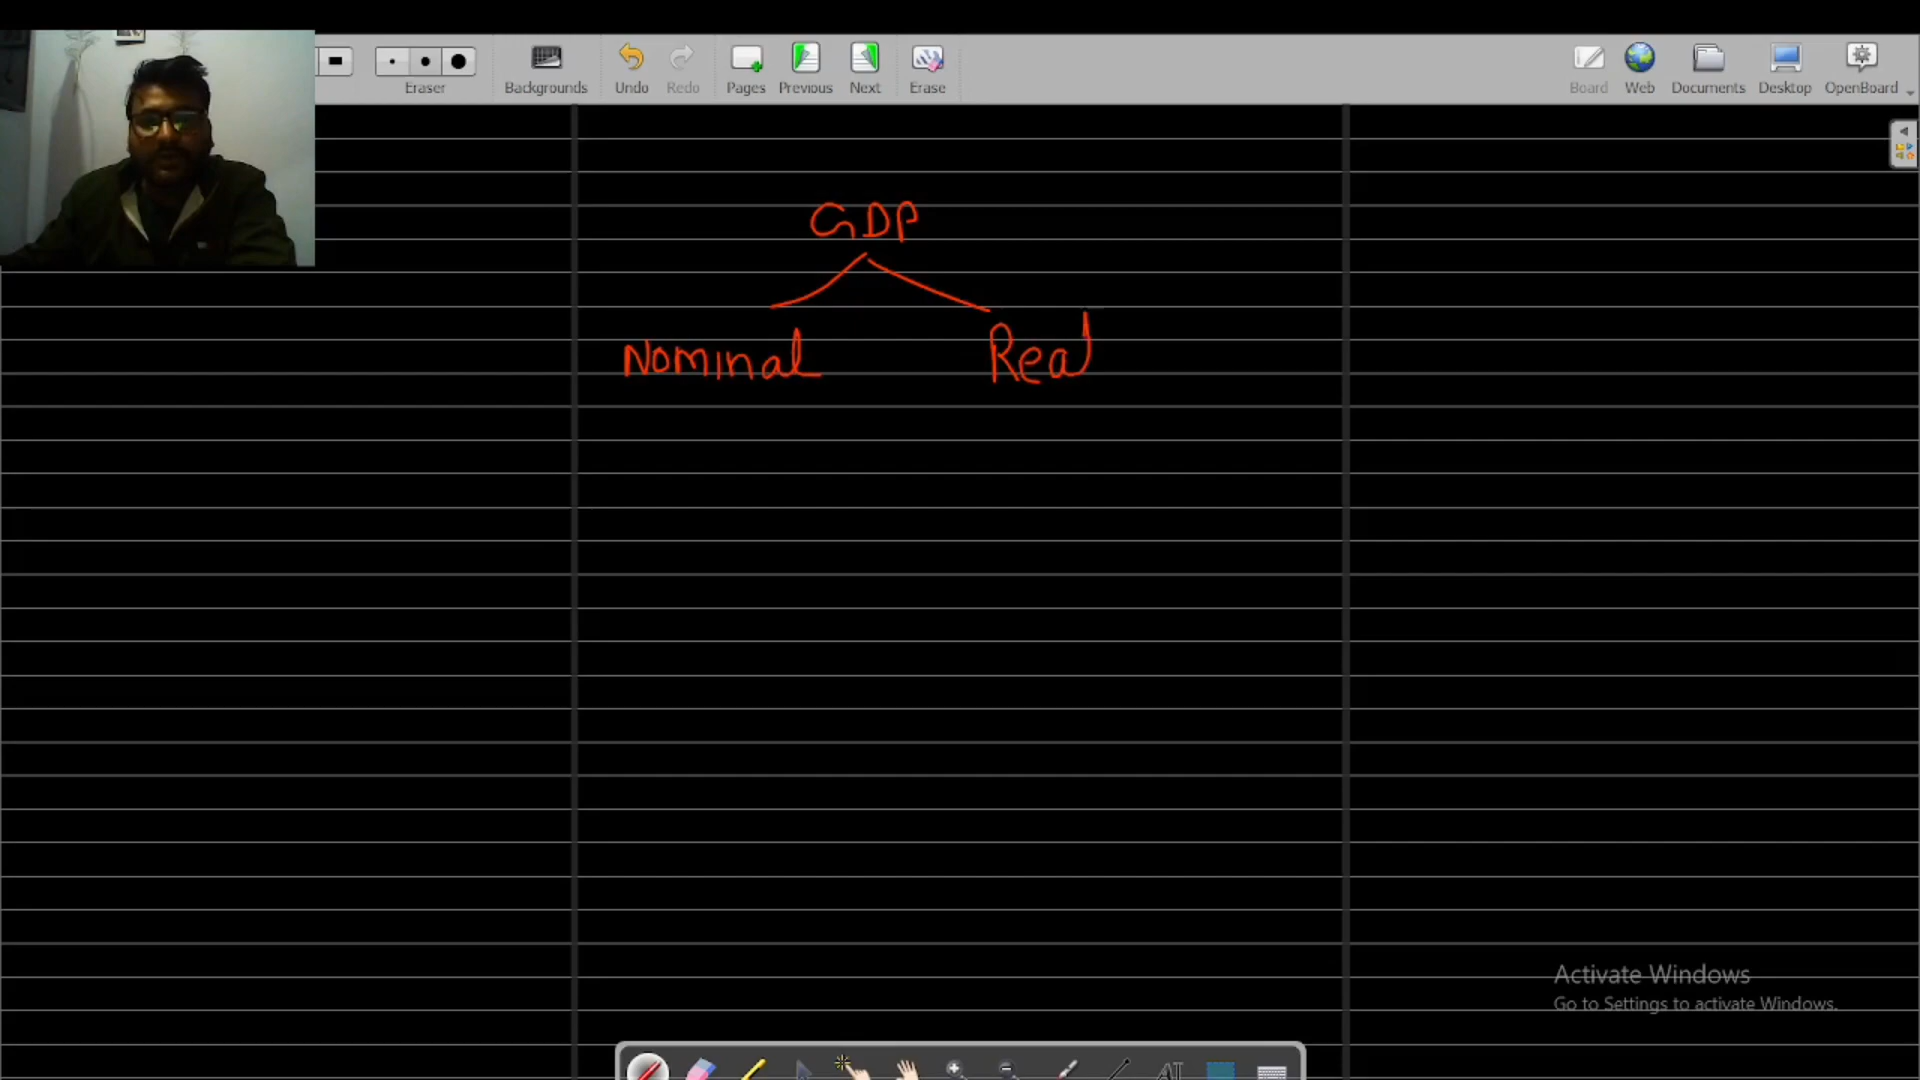 Eraser Backgrounds Undo Redo Pages Previous Next Erase Board Web Documents Desktop OpenBoard
GDP
Nominal Real
Activate Windows
Go to Settings to activate Windows.